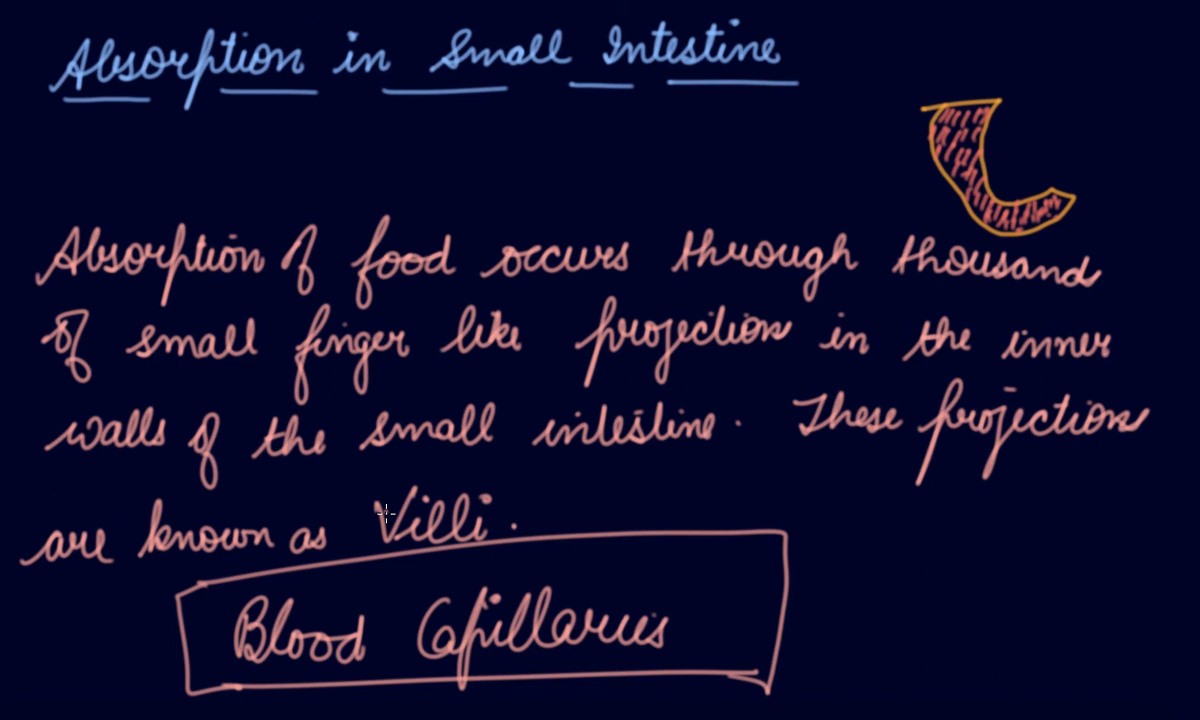 Absorption in Small Intestine
Absorption of food occurs through thousand
of small finger like projections in the inner
walls of the small intestine. These projections
are known as Villi.
Blood Capillaries